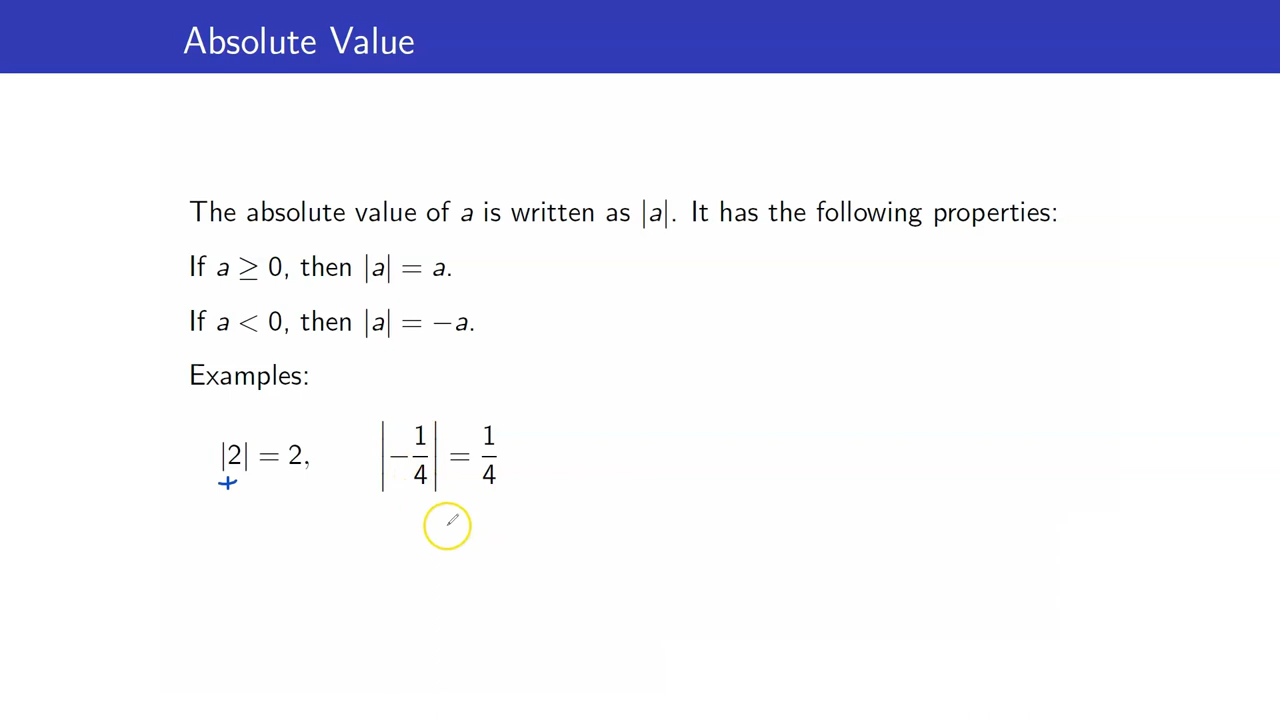 Absolute Value
The absolute value of a is written as |a|. It has the following properties:
If a ≥ 0, then |a| = a.
If a < 0, then |a| = −a.
Examples:
|2| = 2, |−1/4| = 1/4
+